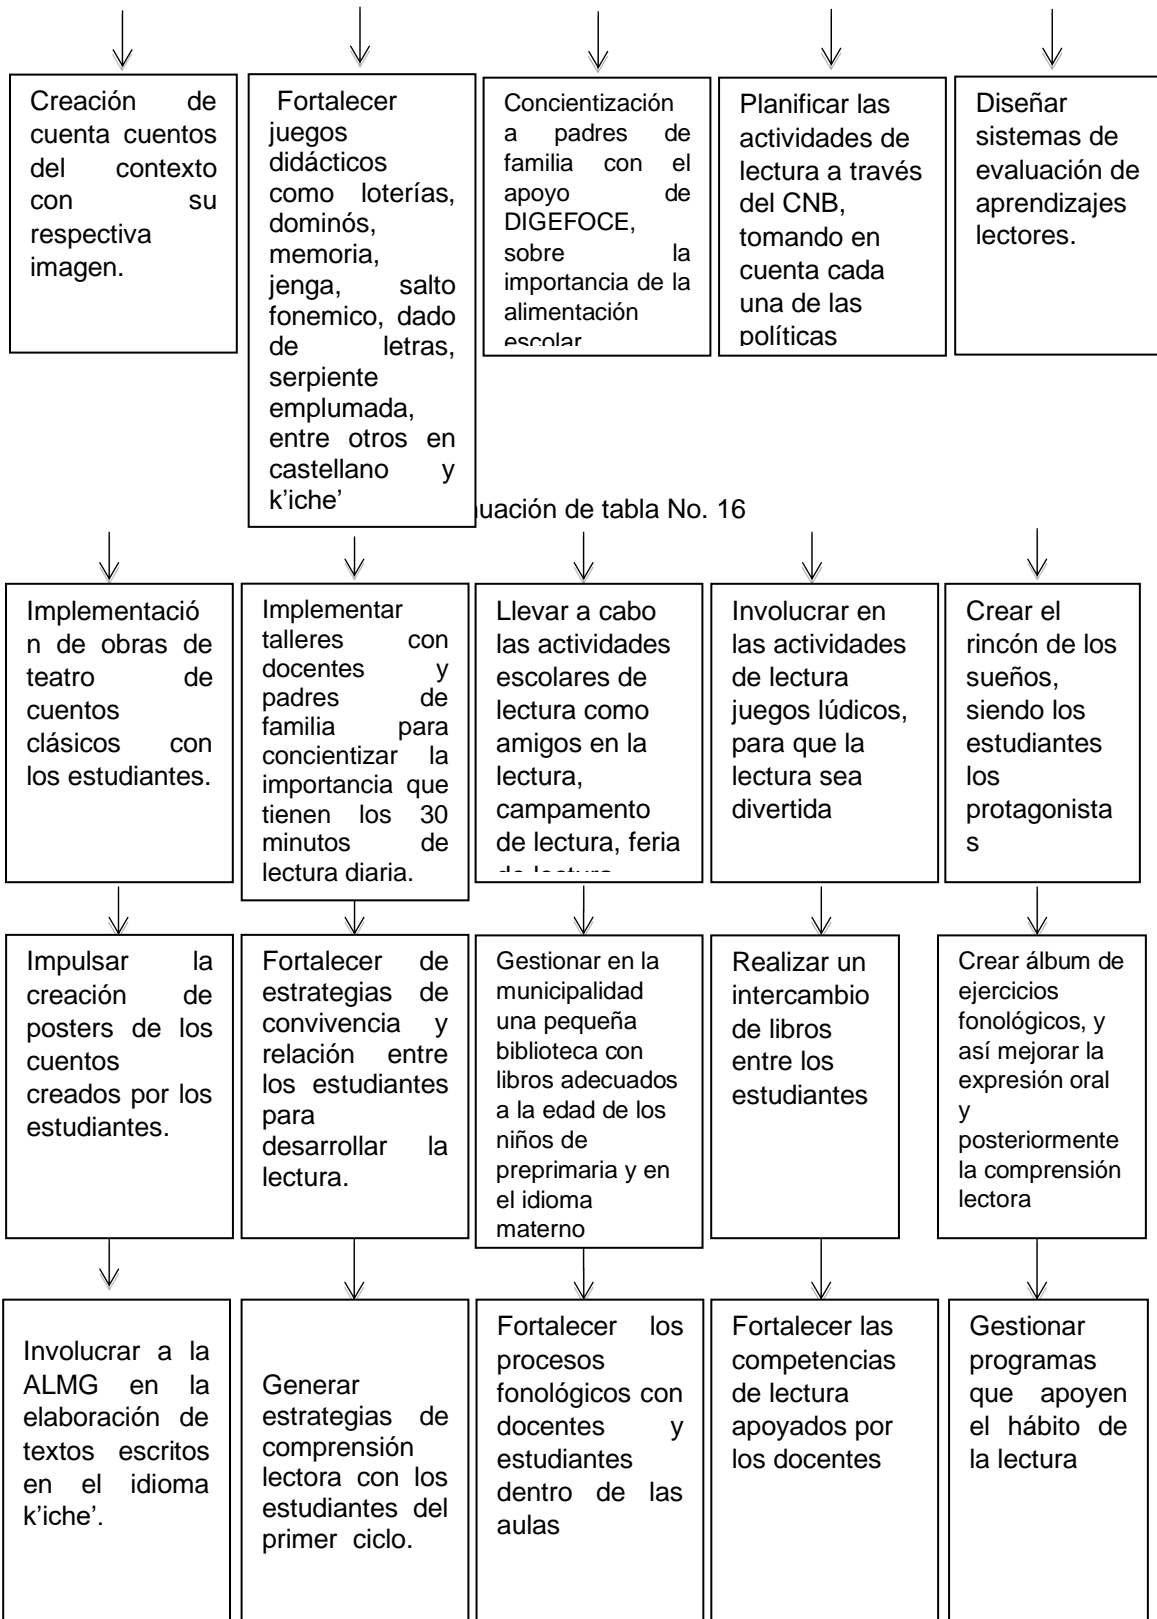 Creación de
cuenta cuentos
del contexto
con su
respectiva
imagen.
Fortalecer
juegos
didácticos
como loterías,
dominós,
memoria,
jenga, salto
fonemico, dado
de letras,
serpiente
emplumada,
entre otros en
castellano y
k’iche’
Concientización
a padres de
familia con el
apoyo de
DIGEFOCE,
sobre la
importancia de la
alimentación
escolar
Planificar las
actividades de
lectura a través
del CNB,
tomando en
cuenta cada
una de las
políticas
Diseñar
sistemas de
evaluación de
aprendizajes
lectores.
nuación de tabla No. 16
Implementació
n de obras de
teatro de
cuentos
clásicos con
los estudiantes.
Implementar
talleres con
docentes y
padres de
familia para
concientizar la
importancia que
tienen los 30
minutos de
lectura diaria.
Llevar a cabo
las actividades
escolares de
lectura como
amigos en la
lectura,
campamento
de lectura, feria
de lectura
Involucrar en
las actividades
de lectura
juegos lúdicos,
para que la
lectura sea
divertida
Crear el
rincón de los
sueños,
siendo los
estudiantes
los
protagonista
s
Impulsar la
creación de
posters de los
cuentos
creados por los
estudiantes.
Fortalecer de
estrategias de
convivencia y
relación entre
los estudiantes
para
desarrollar la
lectura.
Gestionar en la
municipalidad
una pequeña
biblioteca con
libros adecuados
a la edad de los
niños de
preprimaria y en
el idioma
materno
Realizar un
intercambio
de libros
entre los
estudiantes
Crear álbum de
ejercicios
fonológicos, y
así mejorar la
expresión oral
y
posteriormente
la comprensión
lectora
Involucrar a la
ALMG en la
elaboración de
textos escritos
en el idioma
k’iche’.
Generar
estrategias de
comprensión
lectora con los
estudiantes del
primer ciclo.
Fortalecer los
procesos
fonológicos con
docentes y
estudiantes
dentro de las
aulas
Fortalecer las
competencias
de lectura
apoyados por
los docentes
Gestionar
programas
que apoyen
el hábito de
la lectura